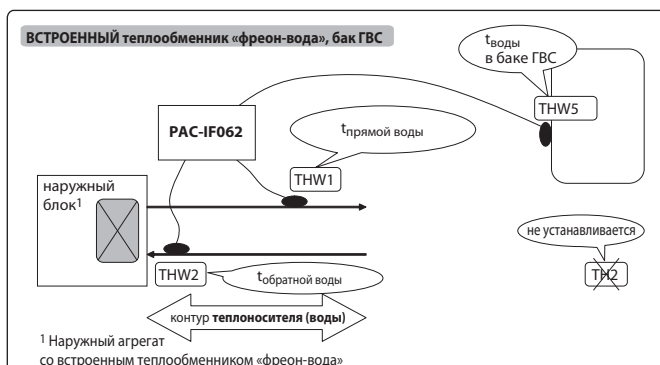 ВСТРОЕННЫЙ теплообменник «фреон-вода», бак ГВС
tводы
в баке ГВС
THW5
PAC-IF062
tпрямой воды
THW1
наружный
блок¹
не устанавливается
TH2
THW2
tобратной воды
контур теплоносителя (воды)
¹ Наружный агрегат
со встроенным теплообменником «фреон-вода»